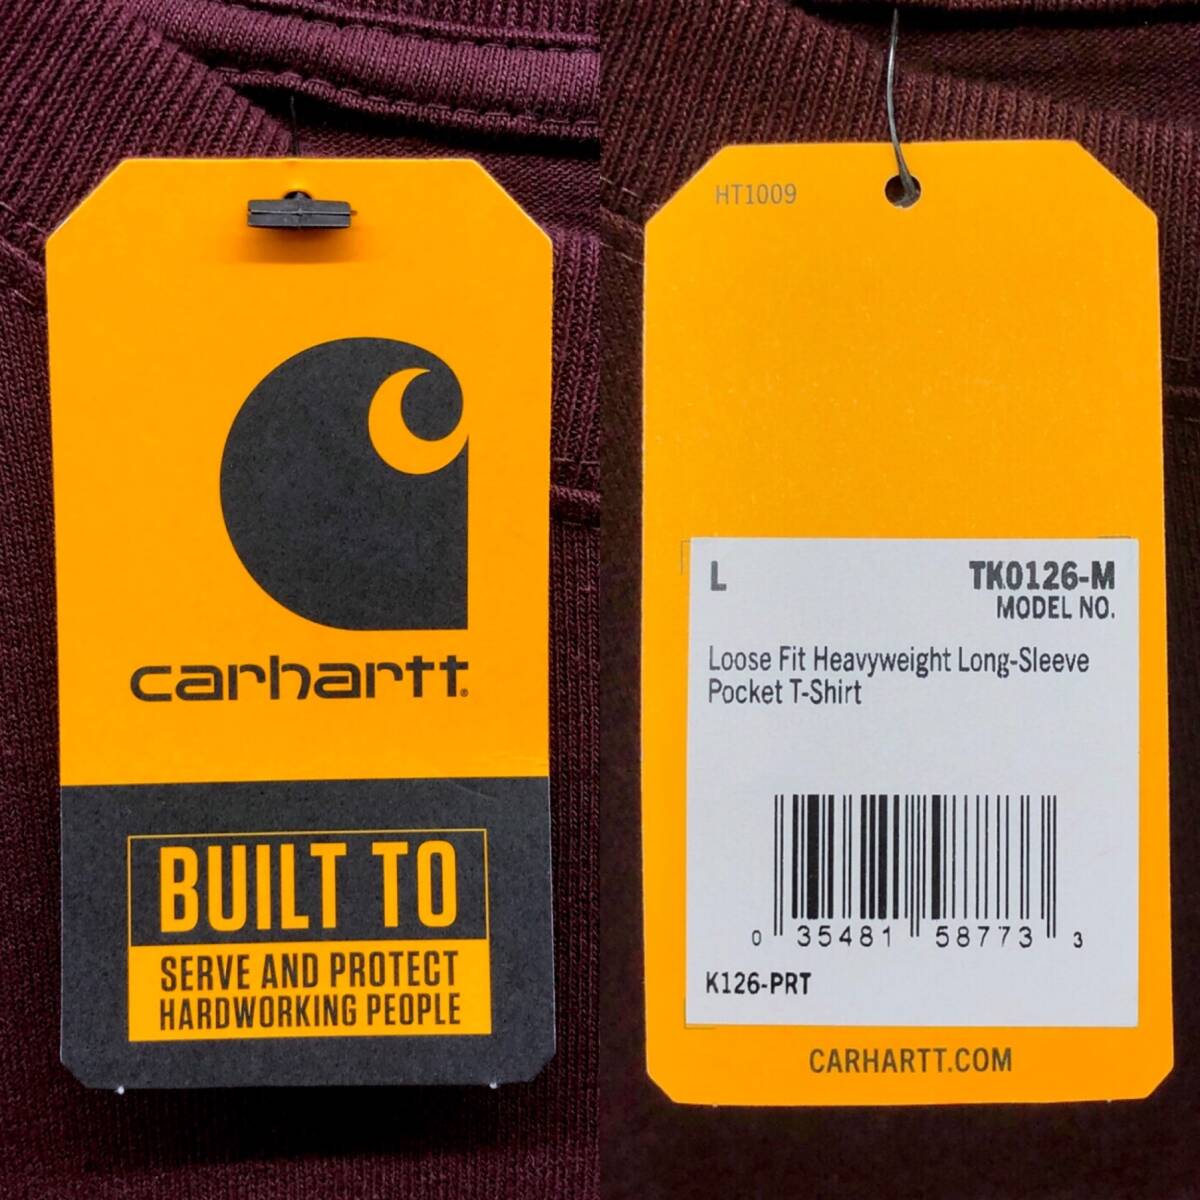 carhartt®
BUILT TO
SERVE AND PROTECT
HARDWORKING PEOPLE
HT1009
L TK0126-M
MODEL NO.
Loose Fit Heavyweight Long-Sleeve
Pocket T-Shirt
0 35481 58773 3
K126-PRT
CARHARTT.COM